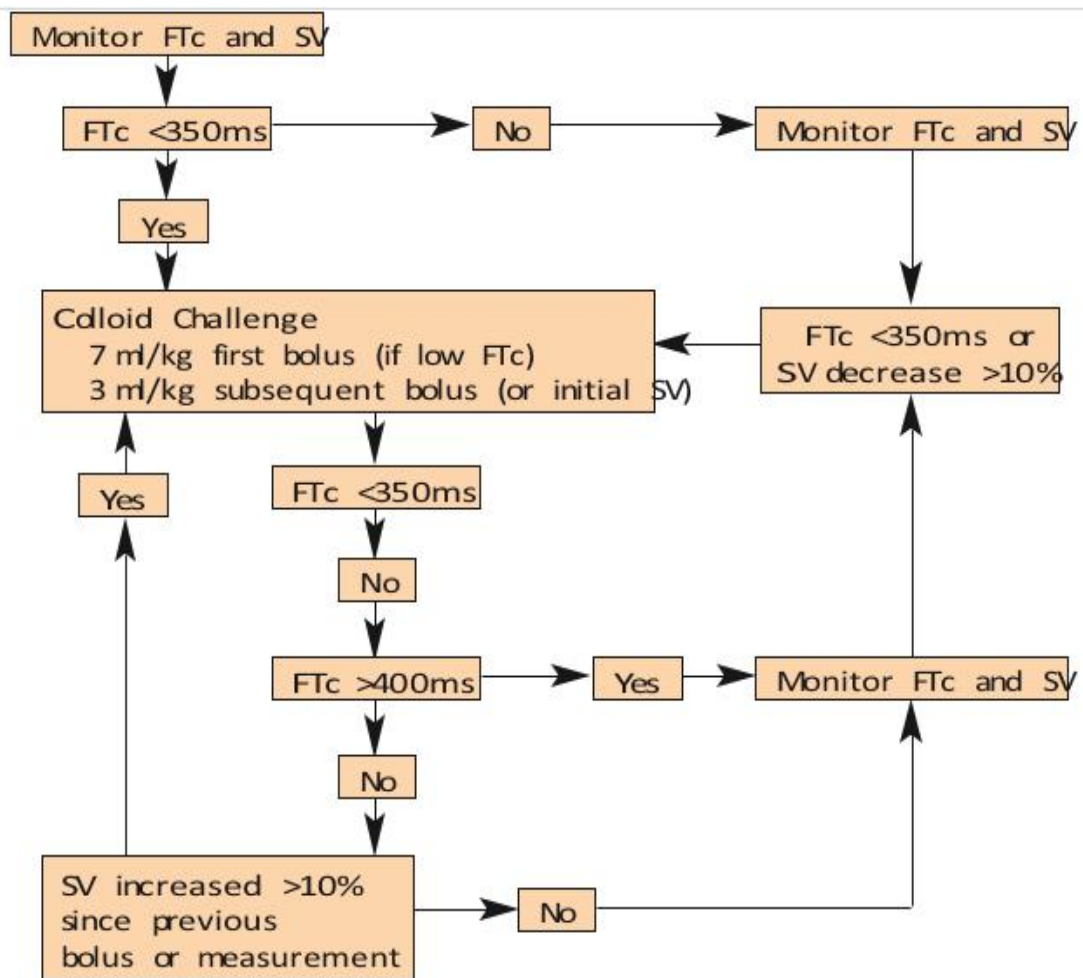 Monitor FTc and SV
FTc <350ms
No
Monitor FTc and SV
Yes
Colloid Challenge
7 ml/kg first bolus (if low FTc)
3 ml/kg subsequent bolus (or initial SV)
FTc <350ms or
SV decrease >10%
Yes
FTc <350ms
No
FTc >400ms
Yes
Monitor FTc and SV
No
SV increased >10%
since previous
bolus or measurement
No